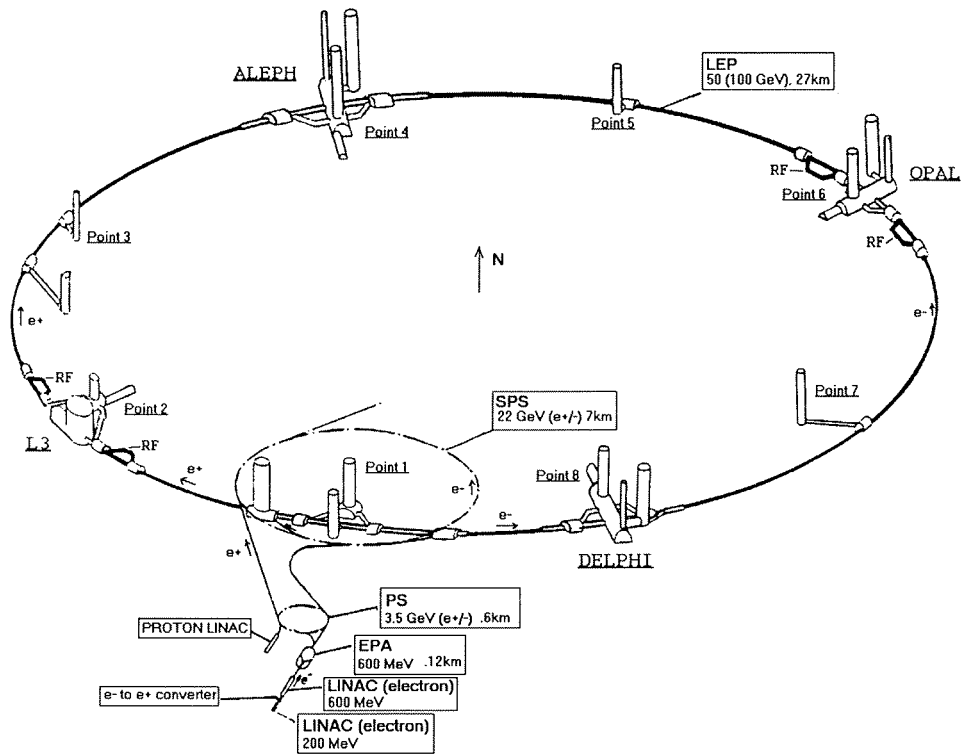 ALEPH
LEP
50 (100 GeV), 27km
Point 4
Point 5
RF
OPAL
Point 6
RF
Point 3
N
e+
e-
RF
Point 2
L3
RF
SPS
22 GeV (e+/-) 7km
Point 7
Point 1
Point 8
e+
e-
e-
e+
DELPHI
PS
3.5 GeV (e+/-) .6km
PROTON LINAC
EPA
600 MeV .12km
e-
e- to e+ converter
LINAC (electron)
600 MeV
LINAC (electron)
200 MeV